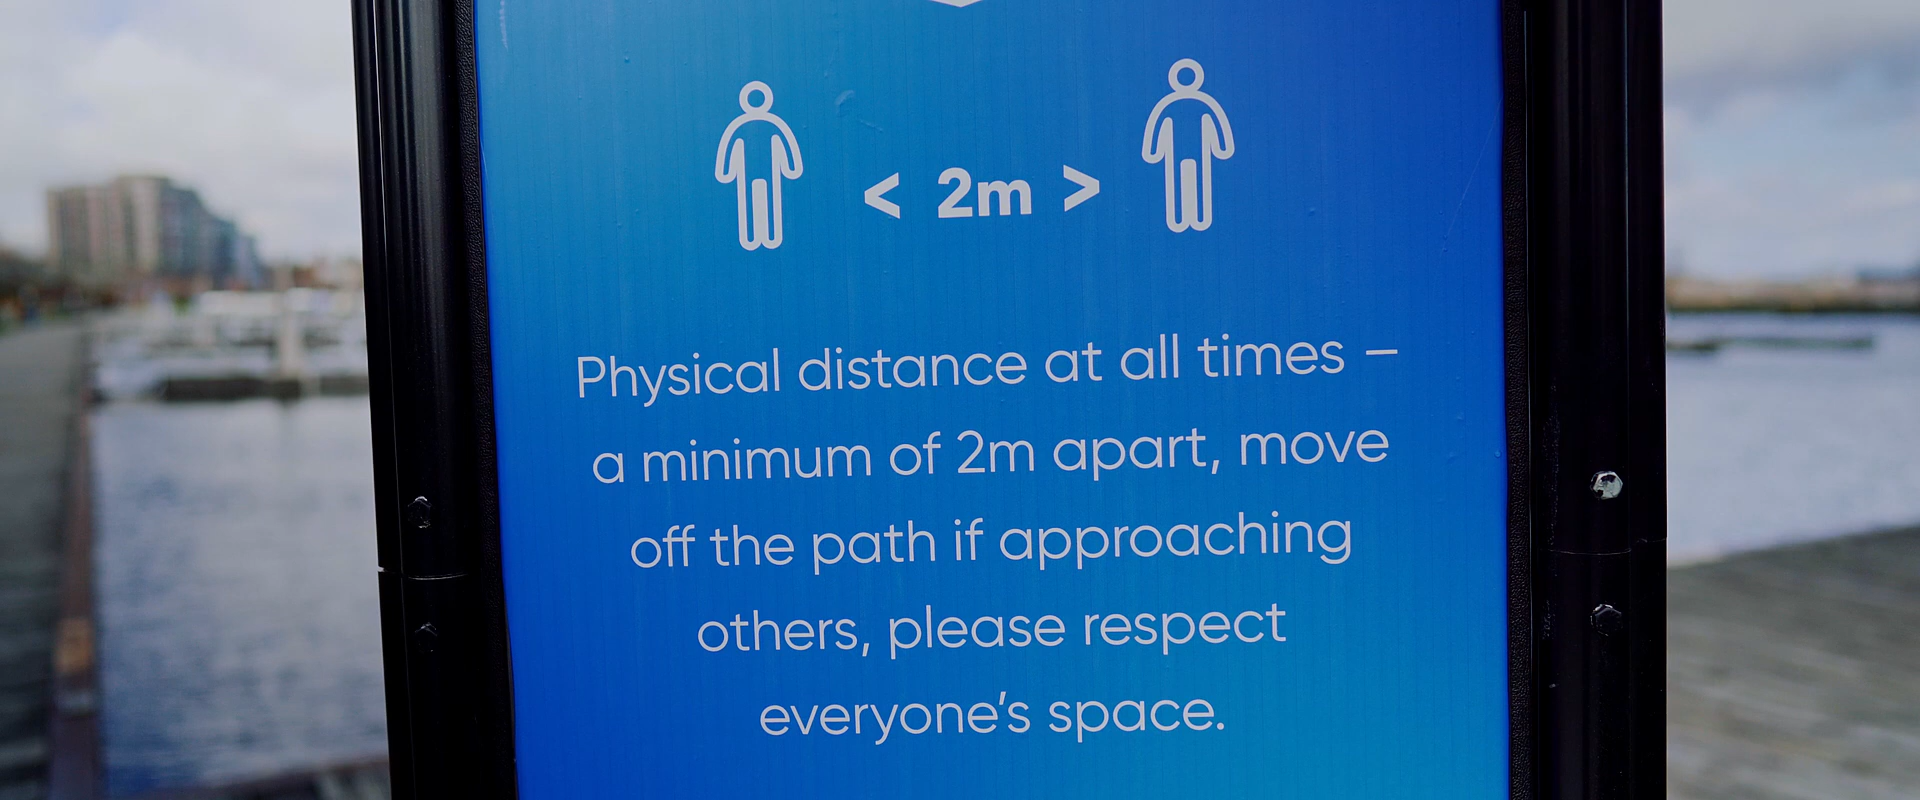 < 2m >
Physical distance at all times –
a minimum of 2m apart, move
off the path if approaching
others, please respect
everyone's space.